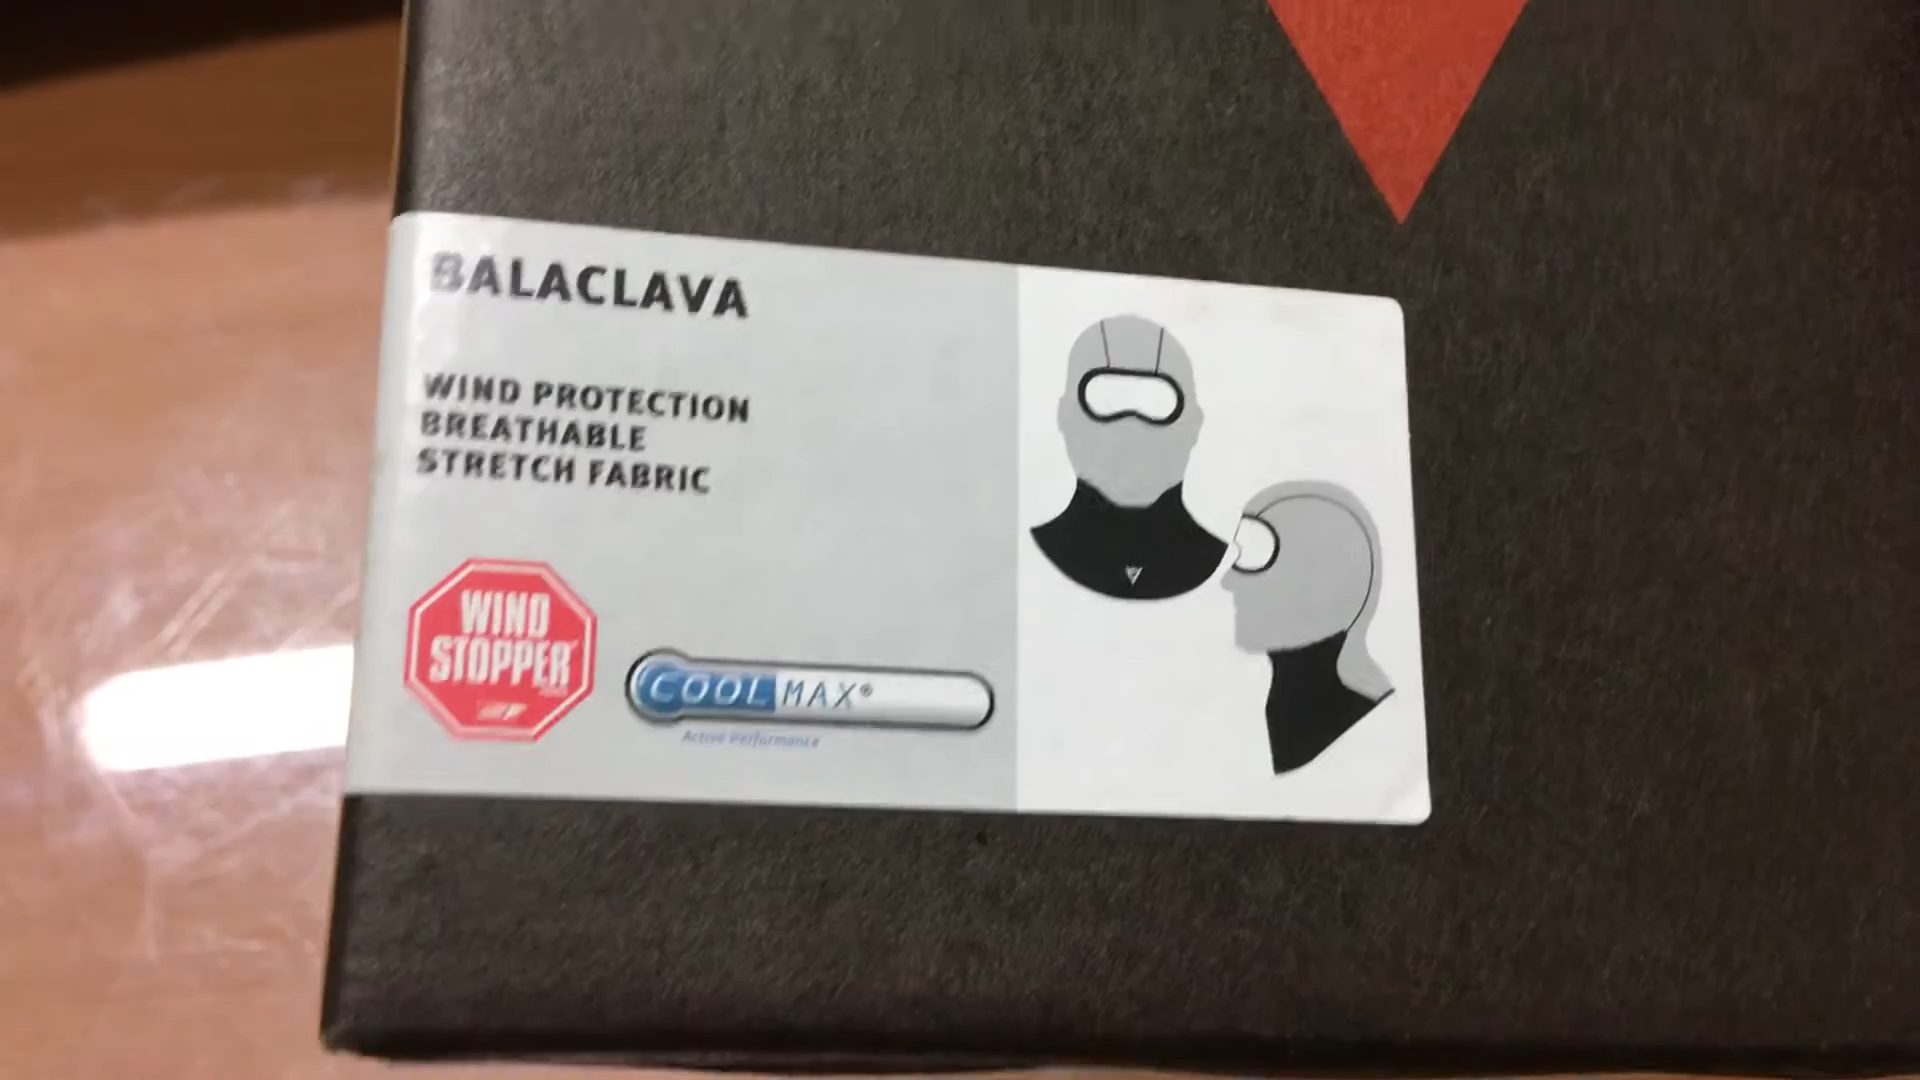 BALACLAVA
WIND PROTECTION
BREATHABLE
STRETCH FABRIC
WIND
STOPPER
COOLMAX®
Active Performance